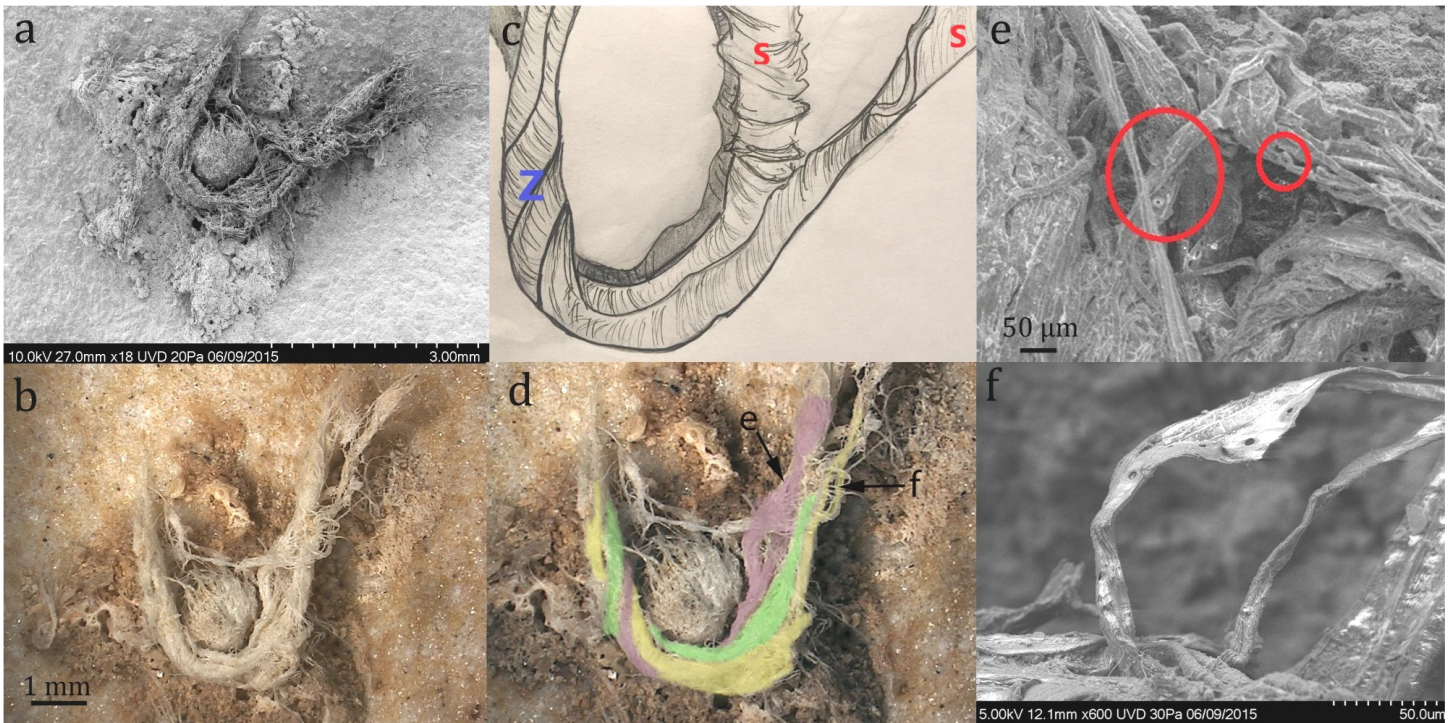 a
10.0kV 27.0mm x18 UVD 20Pa 06/09/2015 3.00mm
b
1 mm
c
S
S
Z
d
e
f
e
50 μm
f
5.00kV 12.1mm x600 UVD 30Pa 06/09/2015 50.0um